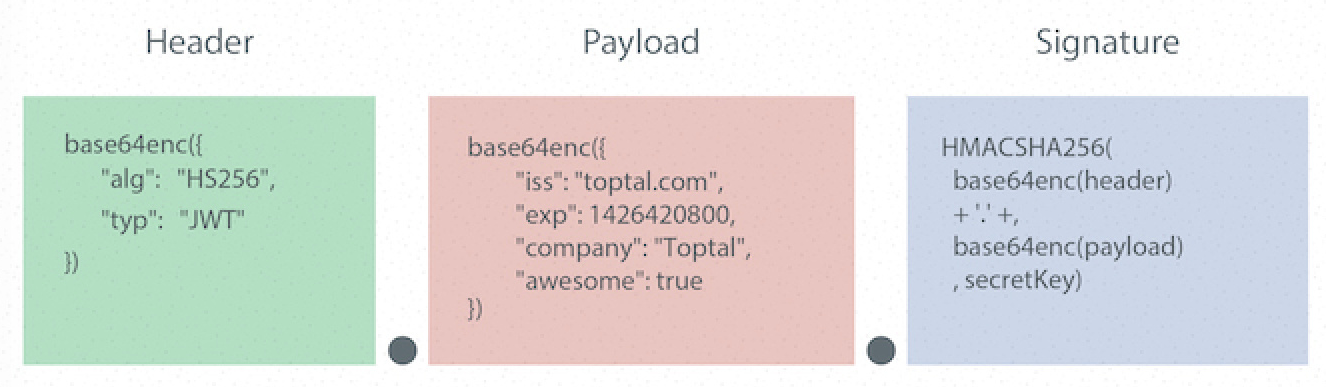 Header
base64enc({
"alg": "HS256",
"typ": "JWT"
})
Payload
base64enc({
"iss": "toptal.com",
"exp": 1426420800,
"company": "Toptal",
"awesome": true
})
Signature
HMACSHA256(
base64enc(header)
+ '.' +,
base64enc(payload)
, secretKey)